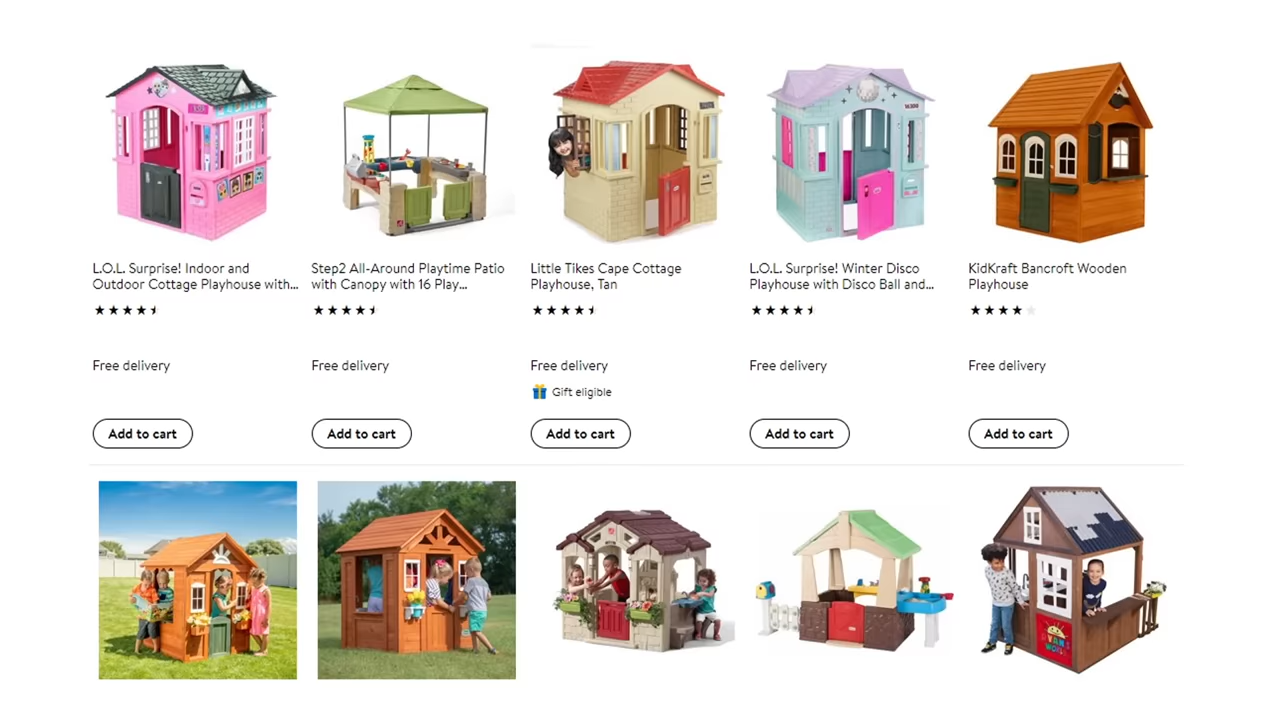 L.O.L. Surprise! Indoor and
Outdoor Cottage Playhouse with...
Free delivery
Add to cart
Step2 All-Around Playtime Patio
with Canopy with 16 Play...
Free delivery
Add to cart
Little Tikes Cape Cottage
Playhouse, Tan
Free delivery
Gift eligible
Add to cart
L.O.L. Surprise! Winter Disco
Playhouse with Disco Ball and...
Free delivery
Add to cart
KidKraft Bancroft Wooden
Playhouse
Free delivery
Add to cart